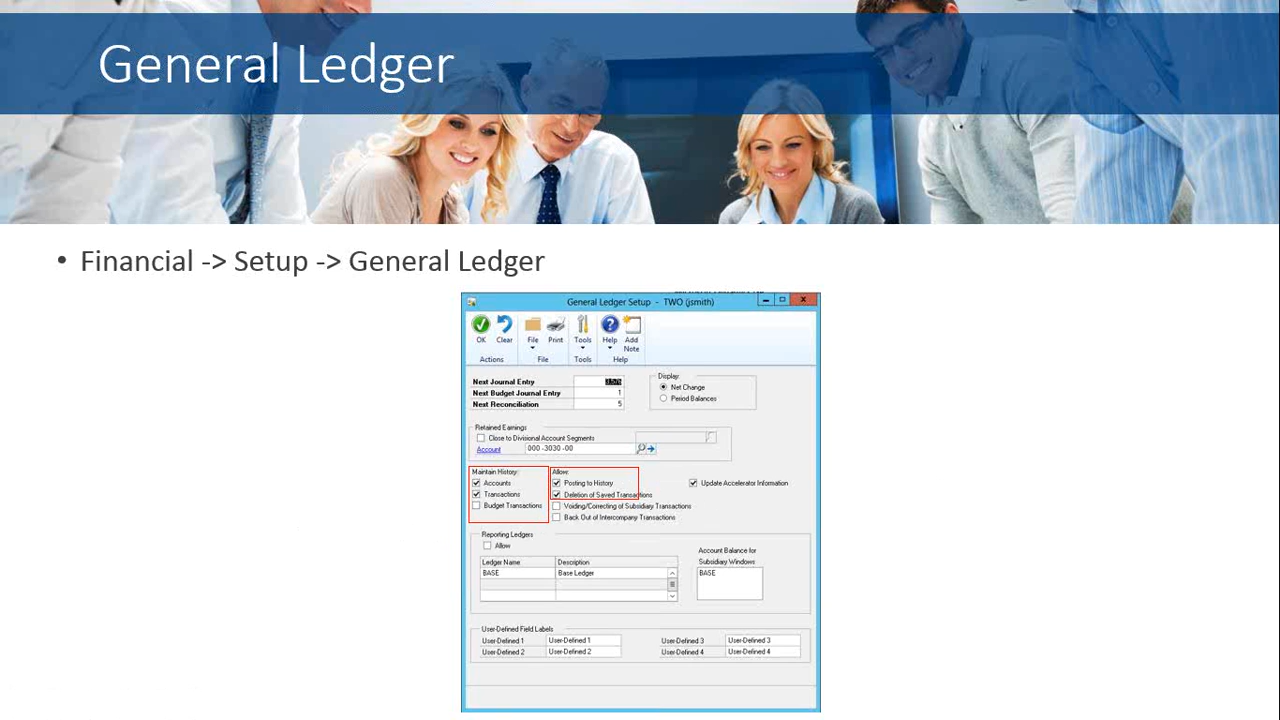 General Ledger
• Financial -> Setup -> General Ledger
General Ledger Setup - TWO (jsmith)
OK Clear File Print Tools Help Add Note
Actions File Tools Help
Next Journal Entry
Next Budget Journal Entry 1
Next Reconciliation 5
Display:
Net Change
Period Balances
Retained Earnings
Close to Divisional Account Segments
Account 000 -3030 -00
Maintain History:
Accounts
Transactions
Budget Transactions
Allow:
Posting to History
Deletion of Saved Transactions
Voiding/Correcting of Subsidiary Transactions
Back Out of Intercompany Transactions
Update Accelerator Information
Reporting Ledgers
Allow
Ledger Name Description
BASE Base Ledger
Account Balance for
Subsidiary Windows
BASE
User-Defined Field Labels
User-Defined 1 User-Defined 1 User-Defined 3 User-Defined 3
User-Defined 2 User-Defined 2 User-Defined 4 User-Defined 4